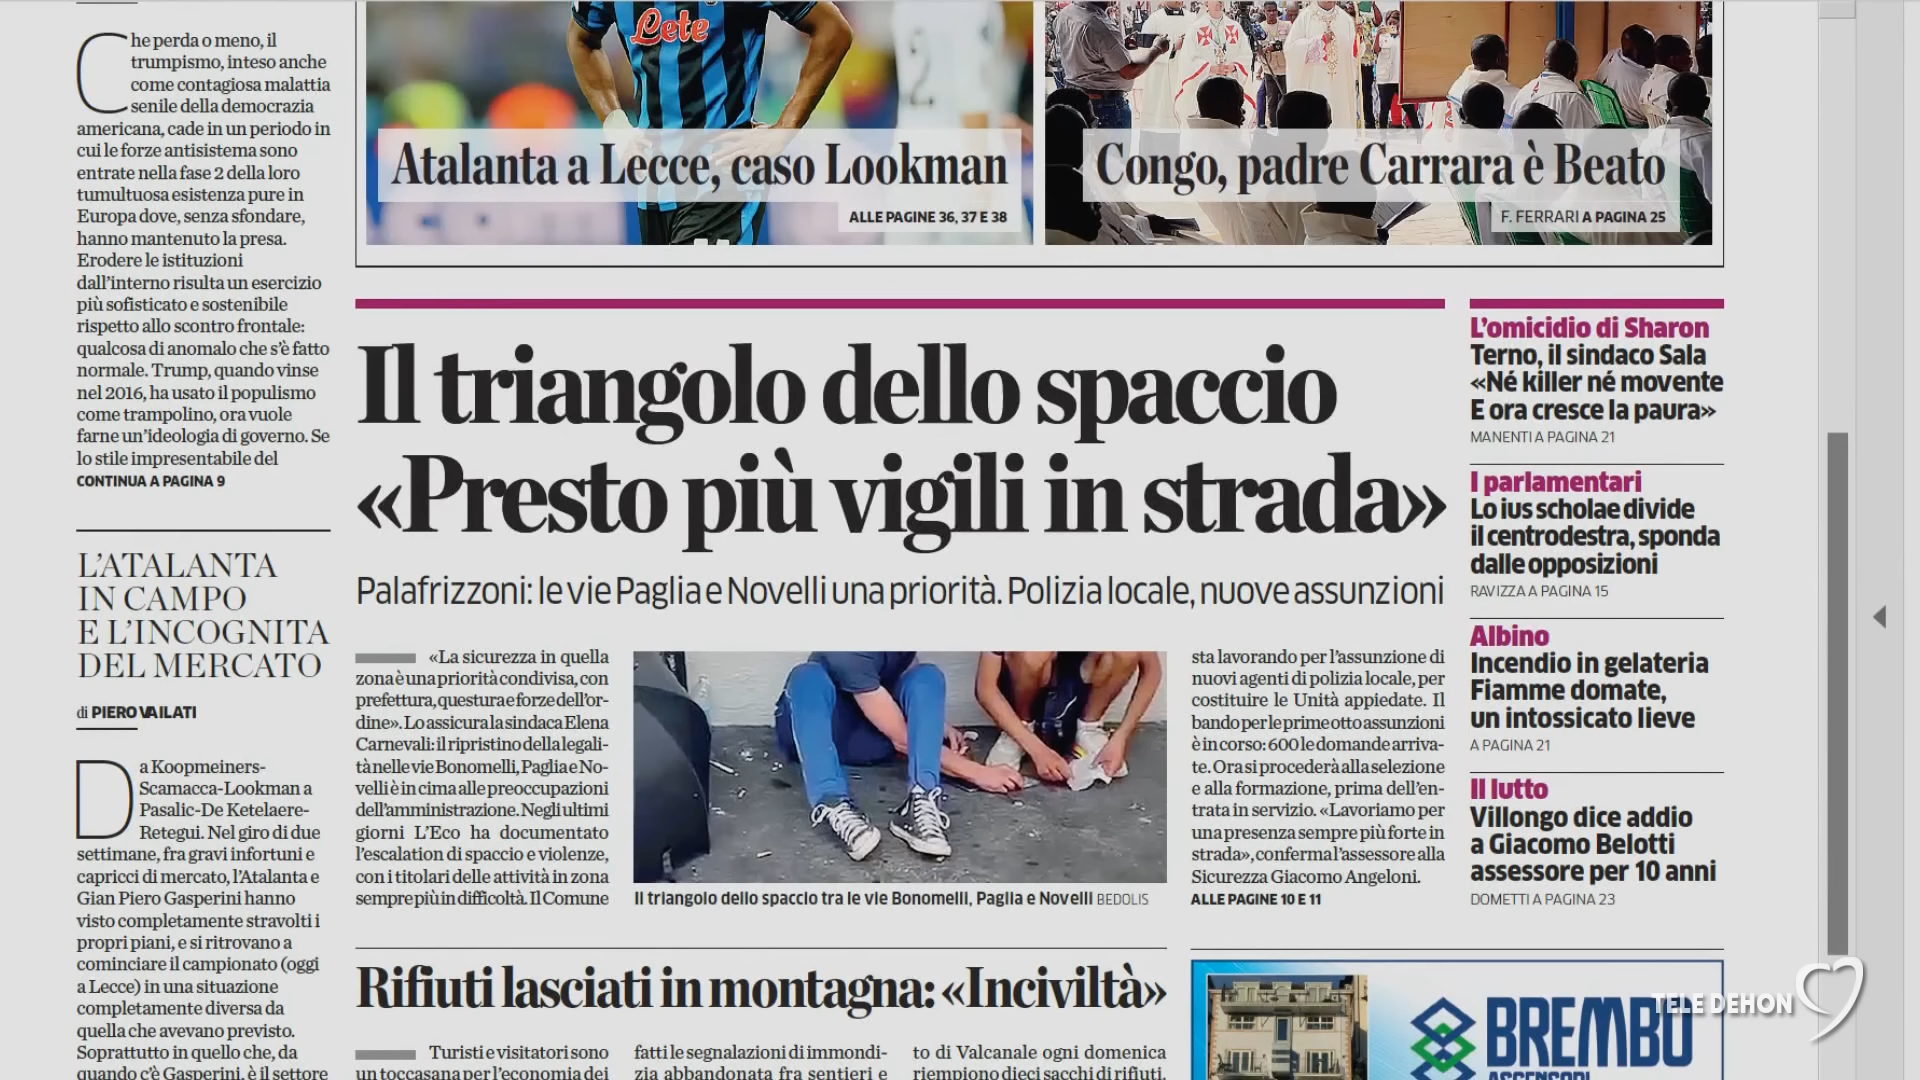 Che perda o meno, il
trumpismo, inteso anche
come contagiosa malattia
senile della democrazia
americana, cade in un periodo in
cui le forze antisistema sono
entrate nella fase 2 della loro
tumultuosa esistenza pure in
Europa dove, senza sfondare,
hanno mantenuto la presa.
Erodere le istituzioni
dall'interno risulta un esercizio
più sofisticato e sostenibile
rispetto allo scontro frontale:
qualcosa di anomalo che s'è fatto
normale. Trump, quando vinse
nel 2016, ha usato il populismo
come trampolino, ora vuole
farne un'ideologia di governo. Se
lo stile impresentabile del
CONTINUA A PAGINA 9
L'ATALANTA
IN CAMPO
E L'INCOGNITA
DEL MERCATO
di PIERO VAILATI
Da Koopmeiners-
Scamacca-Lookman a
Pasalic-De Ketelaere-
Retegui. Nel giro di due
settimane, fra gravi infortuni e
capricci di mercato, l'Atalanta e
Gian Piero Gasperini hanno
visto completamente stravolti i
propri piani, e si ritrovano a
cominciare il campionato (oggi
a Lecce) in una situazione
completamente diversa da
quella che avevano previsto.
Soprattutto in quello che, da
quando c'è Gasperini, è il settore
Lete
2
Atalanta a Lecce, caso Lookman
ALLE PAGINE 36, 37 E 38
Congo, padre Carrara è Beato
F. FERRARI A PAGINA 25
Il triangolo dello spaccio
«Presto più vigili in strada»
Palafrizzoni: le vie Paglia e Novelli una priorità. Polizia locale, nuove assunzioni
«La sicurezza in quella
zona è una priorità condivisa, con
prefettura, questura e forze dell'or-
dine». Lo assicura la sindaca Elena
Carnevali: il ripristino della legali-
tà nelle vie Bonomelli, Paglia e No-
velli è in cima alle preoccupazioni
dell'amministrazione. Negli ultimi
giorni L'Eco ha documentato
l'escalation di spaccio e violenze,
con i titolari delle attività in zona
sempre più in difficoltà. Il Comune
Il triangolo dello spaccio tra le vie Bonomelli, Paglia e Novelli BEDOLIS
sta lavorando per l'assunzione di
nuovi agenti di polizia locale, per
costituire le Unità appiedate. Il
bando per le prime otto assunzioni
è in corso: 600 le domande arriva-
te. Ora si procederà alla selezione
e alla formazione, prima dell'en-
trata in servizio. «Lavoriamo per
una presenza sempre più forte in
strada», conferma l'assessore alla
Sicurezza Giacomo Angeloni.
ALLE PAGINE 10 E 11
L'omicidio di Sharon
Terno, il sindaco Sala
«Né killer né movente
E ora cresce la paura»
MANENTI A PAGINA 21
I parlamentari
Lo ius scholae divide
il centrodestra, sponda
dalle opposizioni
RAVIZZA A PAGINA 15
Albino
Incendio in gelateria
Fiamme domate,
un intossicato lieve
A PAGINA 21
Il lutto
Villongo dice addio
a Giacomo Belotti
assessore per 10 anni
DOMETTI A PAGINA 23
Rifiuti lasciati in montagna: «Inciviltà»
Turisti e visitatori sono
un toccasana per l'economia dei
fatti le segnalazioni di immondi-
zia abbandonata fra sentieri e
to di Valcanale ogni domenica
riempiono dieci sacchi di rifiuti.
BREMBO
ASCENSORI
TELE DEHON